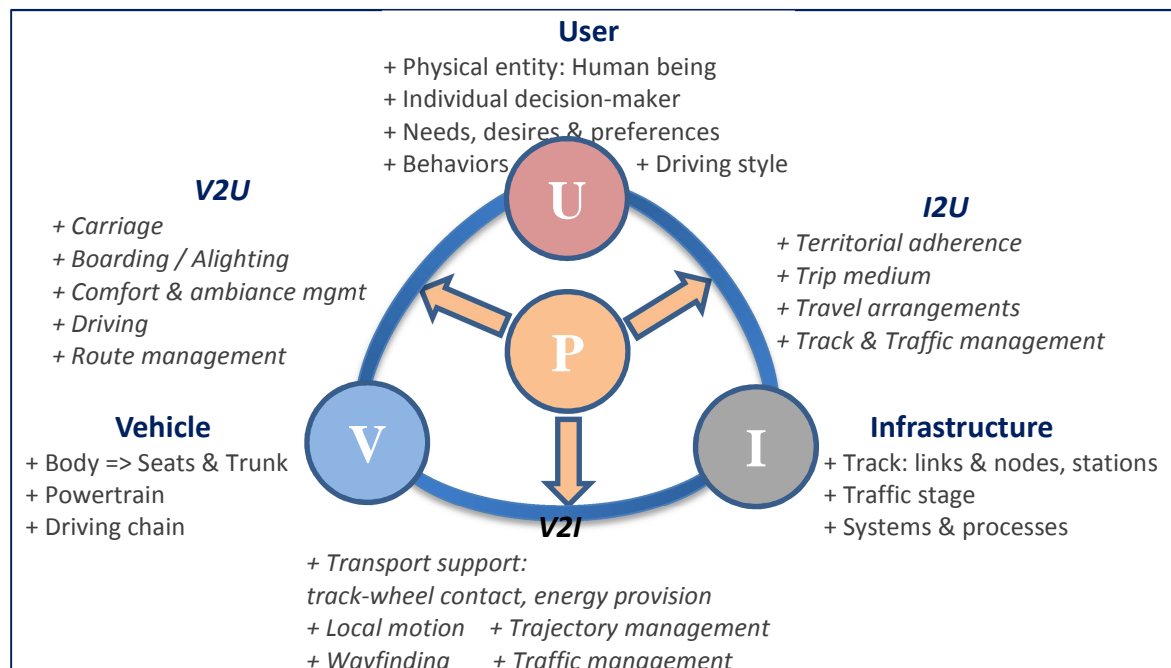 User
+ Physical entity: Human being
+ Individual decision-maker
+ Needs, desires & preferences
+ Behaviors + Driving style
U
V2U
+ Carriage
+ Boarding / Alighting
+ Comfort & ambiance mgmt
+ Driving
+ Route management
I2U
+ Territorial adherence
+ Trip medium
+ Travel arrangements
+ Track & Traffic management
P
V
I
Vehicle
+ Body => Seats & Trunk
+ Powertrain
+ Driving chain
Infrastructure
+ Track: links & nodes, stations
+ Traffic stage
+ Systems & processes
V2I
+ Transport support:
track-wheel contact, energy provision
+ Local motion + Trajectory management
+ Wayfinding + Traffic management